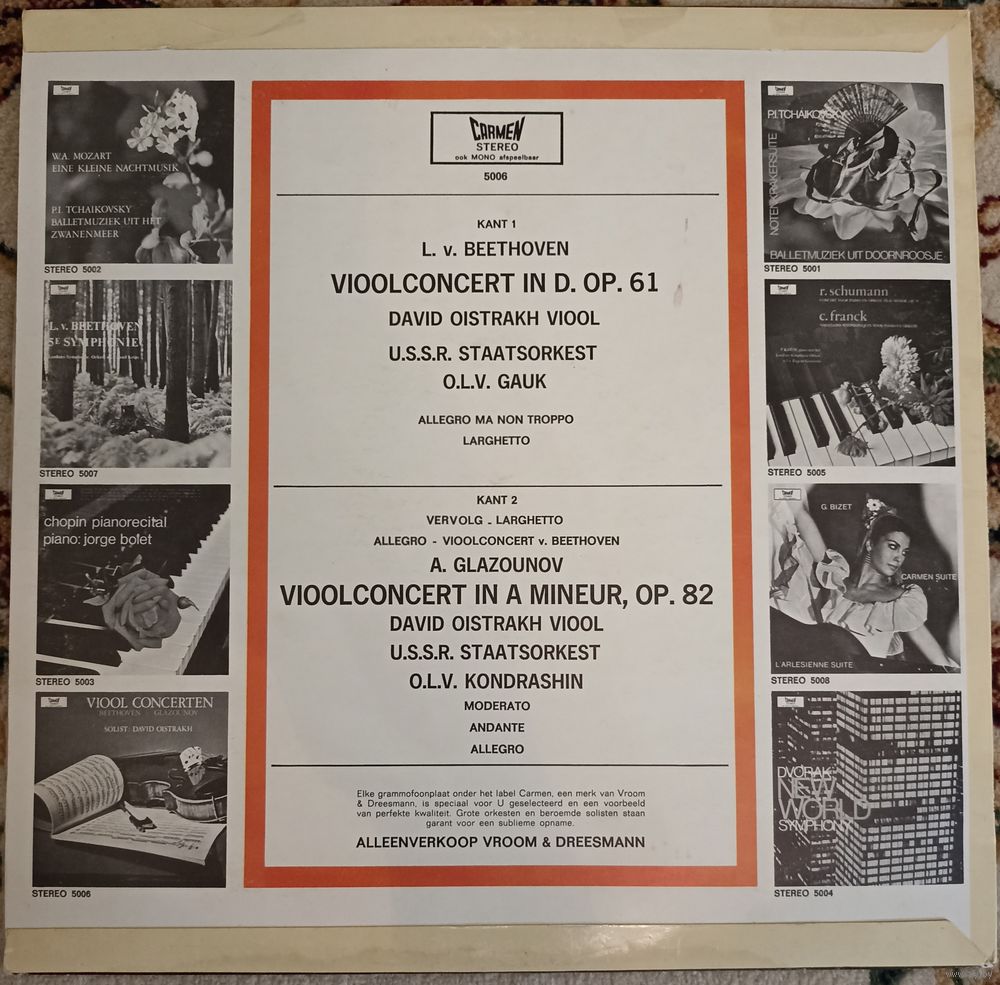 W.A. MOZART
EINE KLEINE NACHTMUSIK
P.I. TCHAIKOVSKY
BALLETMUZIEK UIT HET
ZWANENMEER
STEREO 5002
L. v. BEETHOVEN
5E SYMPHONIE
STEREO 5007
chopin pianorecital
piano: jorge bolet
STEREO 5003
VIOOL CONCERTEN
BEETHOVEN - GLAZOUNOV
SOLIST: DAVID OISTRAKH
STEREO 5006
CARMEN
STEREO
ook MONO afspeelbaar
5006
KANT 1
L. v. BEETHOVEN
VIOOLCONCERT IN D. OP. 61
DAVID OISTRAKH VIOOL
U.S.S.R. STAATSORKEST
O.L.V. GAUK
ALLEGRO MA NON TROPPO
LARGHETTO
KANT 2
VERVOLG - LARGHETTO
ALLEGRO - VIOOLCONCERT v. BEETHOVEN
A. GLAZOUNOV
VIOOLCONCERT IN A MINEUR, OP. 82
DAVID OISTRAKH VIOOL
U.S.S.R. STAATSORKEST
O.L.V. KONDRASHIN
MODERATO
ANDANTE
ALLEGRO
Elke grammofoonplaat onder het label Carmen, een merk van Vroom
& Dreesmann, is speciaal voor U geselecteerd en een voorbeeld
van perfekte kwaliteit. Grote orkesten en beroemde solisten staan
garant voor een sublieme opname.
ALLEENVERKOOP VROOM & DREESMANN
P.I. TCHAIKOVSKY
NOTENKRAKERSUITE
BALLETMUZIEK UIT DOORNROOSJE
STEREO 5001
r. schumann
c. franck
STEREO 5005
G. BIZET
CARMEN SUITE
L'ARLESIENNE SUITE
STEREO 5008
DVORAK
NEW
WORLD
SYMPHONY
STEREO 5004